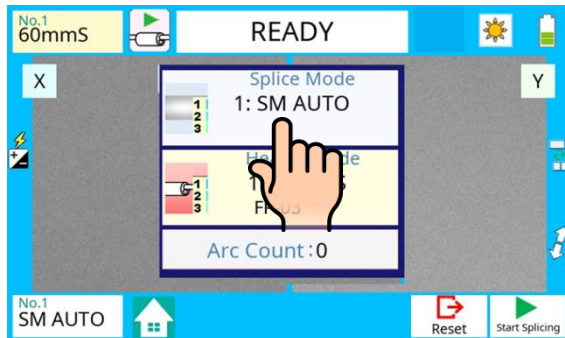 No.1
60mmS
READY
X
Y
Splice Mode
1: SM AUTO
1
2
3
1
2
3
Arc Count:0
No.1
SM AUTO
Reset
Start Splicing